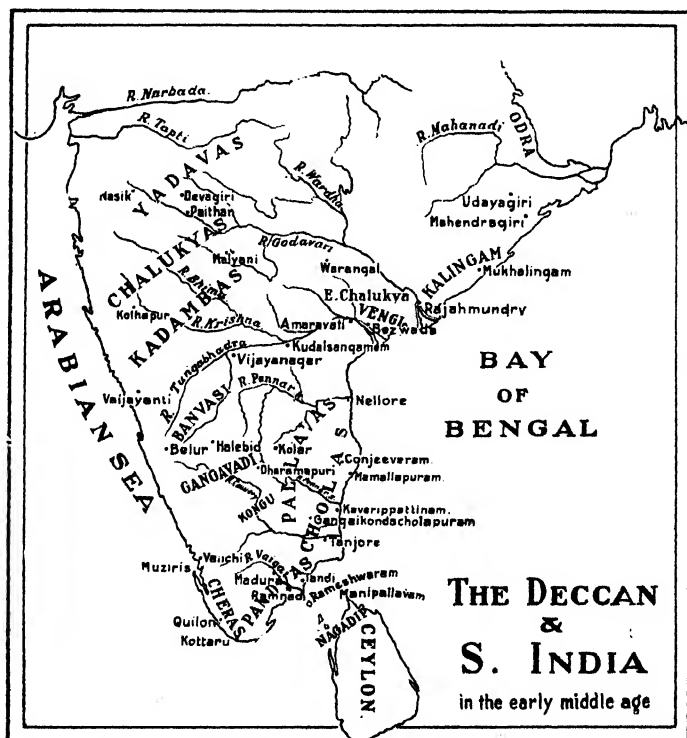 R. Narbada.
R. Tapti
R. Mahanadi
ODRA
YADAVAS
R. Wardha
Nasik
Devagiri
Paithan
Udayagiri
Mahendragiri
CHALUKYAS
R. Godavari
Kalyani
Warangal
KALINGAM
Mukhalingam
R. Bhima
KADAMBAS
E. Chalukya
Kolhapur
R. Krishna
Amaravati
VENGI
Rajahmundry
Bezwada
ARABIAN SEA
Kudalsangamam
Vijayanagar
R. Tungabhadra
BAY
OF
BENGAL
Vaijayanti
BANVASI
R. Pennar
Nellore
PALLAVAS
Belur
Halebid
Kolar
Conjeevaram.
GANGAVADI
Dharamapuri
Mamallapuram.
KONGU
CHOLAS
Kaverippattinam.
Gangaikondacholapuram
Tanjore
Vanchi
R. Vaigai
Muziris
Madura
Tandi
CHERAS
PANDYAS
Ramnad
Rameshwaram
Manipallavam
Quilon
Kottaru
NAGADIP
CEYLON.
THE DECCAN
&
S. INDIA
in the early middle age